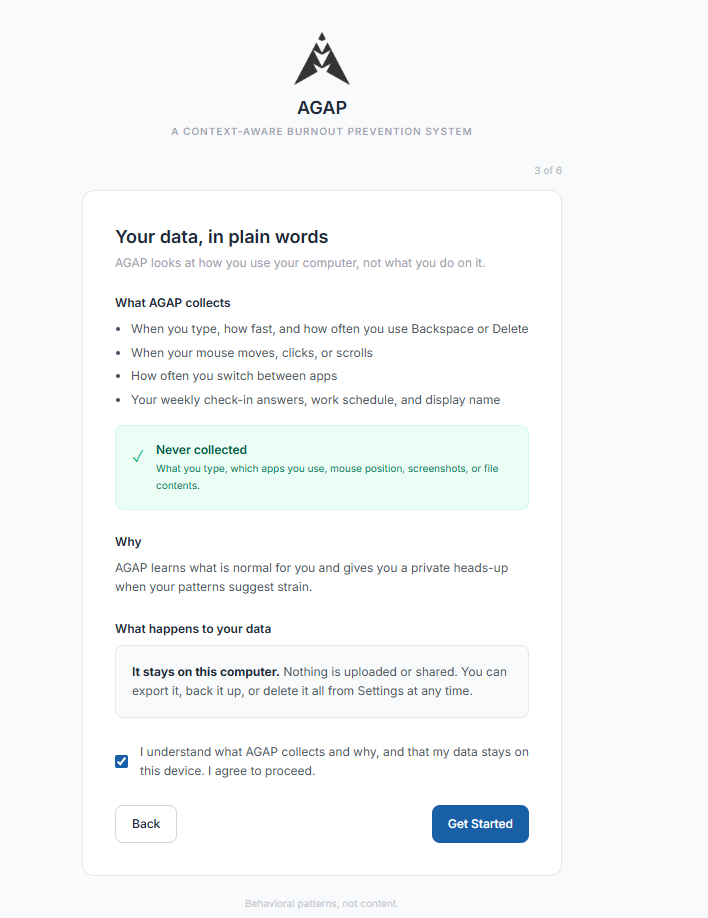 AGAP
A CONTEXT-AWARE BURNOUT PREVENTION SYSTEM
3 of 6
Your data, in plain words
AGAP looks at how you use your computer, not what you do on it.
What AGAP collects
• When you type, how fast, and how often you use Backspace or Delete
• When your mouse moves, clicks, or scrolls
• How often you switch between apps
• Your weekly check-in answers, work schedule, and display name
Never collected
What you type, which apps you use, mouse position, screenshots, or file
contents.
Why
AGAP learns what is normal for you and gives you a private heads-up
when your patterns suggest strain.
What happens to your data
It stays on this computer. Nothing is uploaded or shared. You can
export it, back it up, or delete it all from Settings at any time.
I understand what AGAP collects and why, and that my data stays on
this device. I agree to proceed.
Back
Get Started
Behavioral patterns, not content.